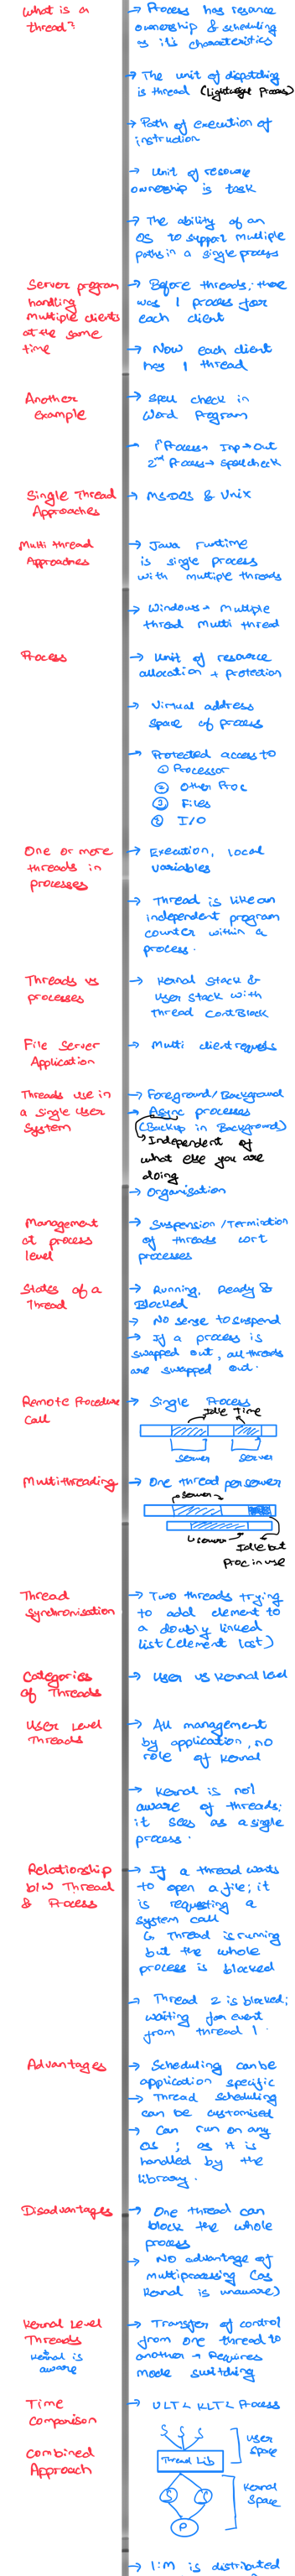 What is a
thread?
→ Process has resource
ownership & scheduling
as it's characteristics
→ The unit of dispatching
is thread (Lightweight Process)
→ Path of execution of
instruction
→ Unit of resource
ownership is task
→ The ability of an
OS to support multiple
paths in a single process
Server program
handling
multiple clients
at the same
time
→ Before threads, there
was 1 process for
each client
→ Now each client
has 1 thread
Another
Example
→ Spell check in
Word Program
→ 1st Process → Inp → Out
2nd Process → Spellcheck
Single Thread
Approaches
→ MS-DOS & Unix
Multi thread
Approaches
→ Java runtime
is single process
with multiple threads
→ Windows → Multiple
thread Multi thread
Process
→ Unit of resource
allocation + protection
→ Virtual address
space of process
→ Protected access to
① Processor
② Other Proc
③ Files
④ I/O
One or more
threads in
processes
→ Execution, local
variables
→ Thread is like an
independent program
counter within a
process.
Threads vs
processes
→ Kernal Stack &
User Stack with
Thread Cont Block
File Server
Application
→ Multi client requests
Threads use in
a single user
System
→ Foreground/Background
→ Async processes
(Backup in Background)
→ Independent of
what else you are
doing
→ Organisation
Management
at process
level
→ Suspension/Termination
of threads wrt
processes
States of a
Thread
→ Running, Ready &
Blocked
→ No sense to suspend
→ If a process is
swapped out, all threads
are swapped out.
Remote Procedure
Call
→ Single Process
Idle Time
server server
Multithreading
→ One thread per server
server
server
Idle but
Proc in use
Thread
Synchronisation
→ Two threads trying
to add element to
a doubly linked
list (element lost)
Categories
of Threads
→ User vs Kernal level
User Level
Threads
→ All management
by application, no
role of Kernal
→ Kernal is not
aware of threads;
it sees as a single
process.
Relationship
b/w Thread
& Process
→ If a thread wants
to open a file; it
is requesting a
system call
↳ Thread is running
but the whole
process is blocked
→ Thread 2 is blocked;
waiting for event
from thread 1.
Advantages
→ Scheduling can be
application specific
→ Thread scheduling
can be customised
→ Can run on any
OS; as it is
handled by the
library.
Disadvantages
→ One thread can
block the whole
process
→ No advantage of
multiprocessing (as
kernal is unaware)
Kernal Level
Threads
Kernal is
aware
→ Transfer of control
from one thread to
another → Requires
mode switching
Time
Comparison
→ ULT < KLT < Process
Combined
Approach
Thread Lib
User
Space
Kernal
Space
P
→ 1:M is distributed